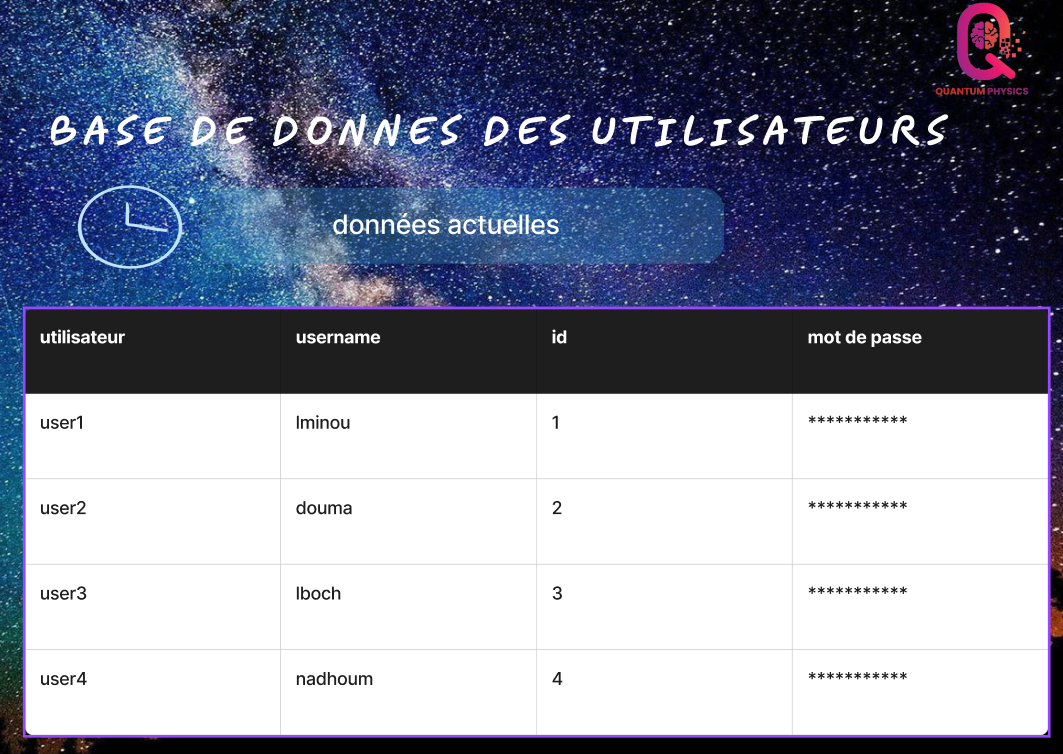 QUANTUM PHYSICS
BASE DE DONNES DES UTILISATEURS
données actuelles
utilisateur username id mot de passe
user1 lminou 1 ***********
user2 douma 2 ***********
user3 lboch 3 ***********
user4 nadhoum 4 ***********